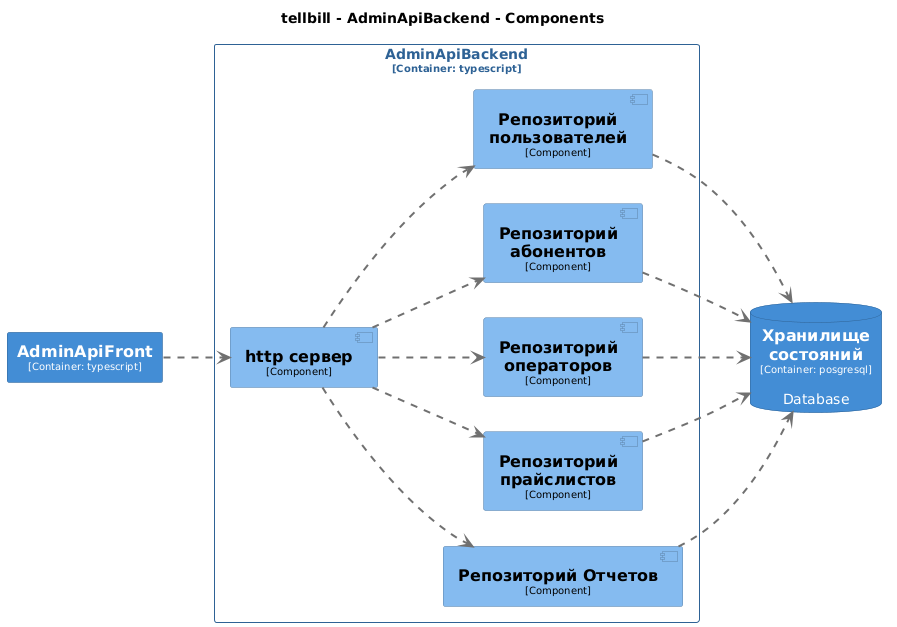 tellbill - AdminApiBackend - Components
AdminApiBackend
[Container: typescript]
Репозиторий
пользователей
[Component]
Репозиторий
абонентов
[Component]
AdminApiFront
[Container: typescript]
http сервер
[Component]
Репозиторий
операторов
[Component]
Хранилище
состояний
[Container: posgresql]
Database
Репозиторий
прайслистов
[Component]
Репозиторий Отчетов
[Component]